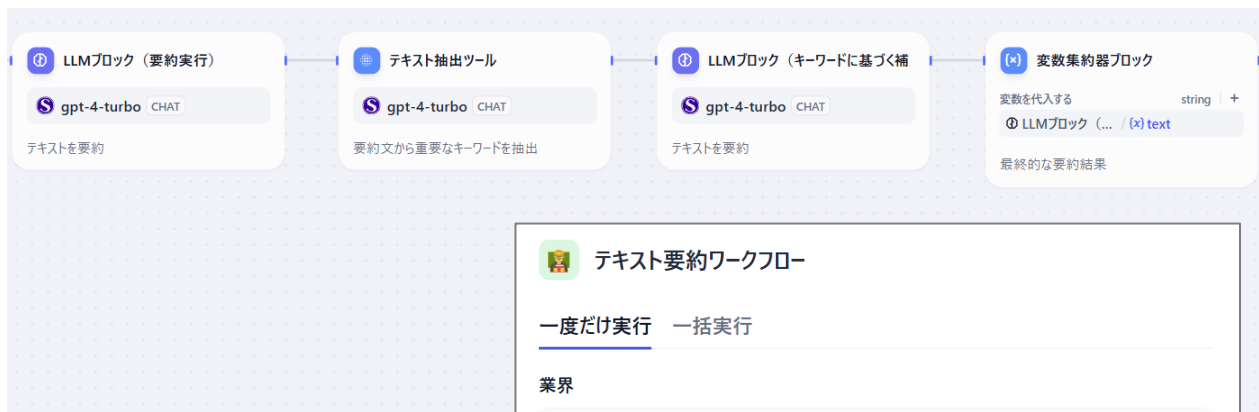 LLMブロック（要約実行）
gpt-4-turbo CHAT
テキストを要約
テキスト抽出ツール
gpt-4-turbo CHAT
要約文から重要なキーワードを抽出
LLMブロック（キーワードに基づく補
gpt-4-turbo CHAT
テキストを要約
{x} 変数集約器ブロック
変数を代入する string +
LLMブロック（... / {x} text
最終的な要約結果
テキスト要約ワークフロー
一度だけ実行 一括実行
業界